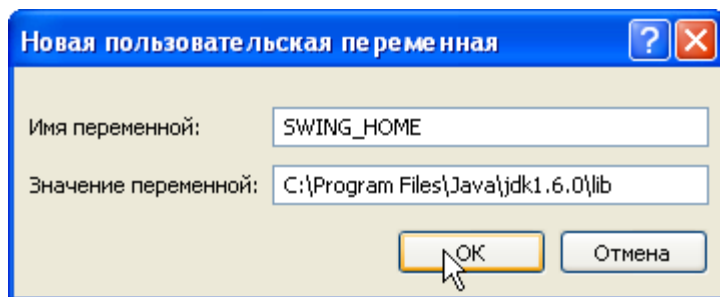 Новая пользовательская переменная
Имя переменной: SWING_HOME
Значение переменной: C:\Program Files\Java\jdk1.6.0\lib
OK Отмена